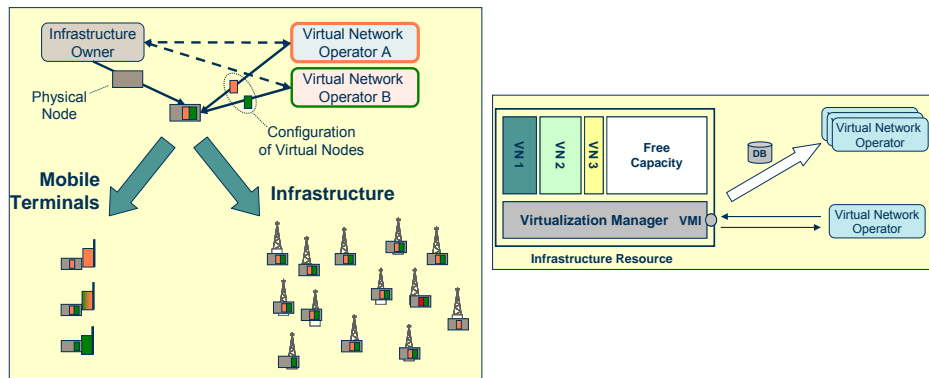 Infrastructure
Owner
Virtual Network
Operator A
Virtual Network
Operator B
Physical
Node
Configuration
of Virtual Nodes
Mobile
Terminals
Infrastructure
VN 1
VN 2
VN 3
Free
Capacity
Virtualization Manager
VMI
Infrastructure Resource
DB
Virtual Network
Operator
Virtual Network
Operator